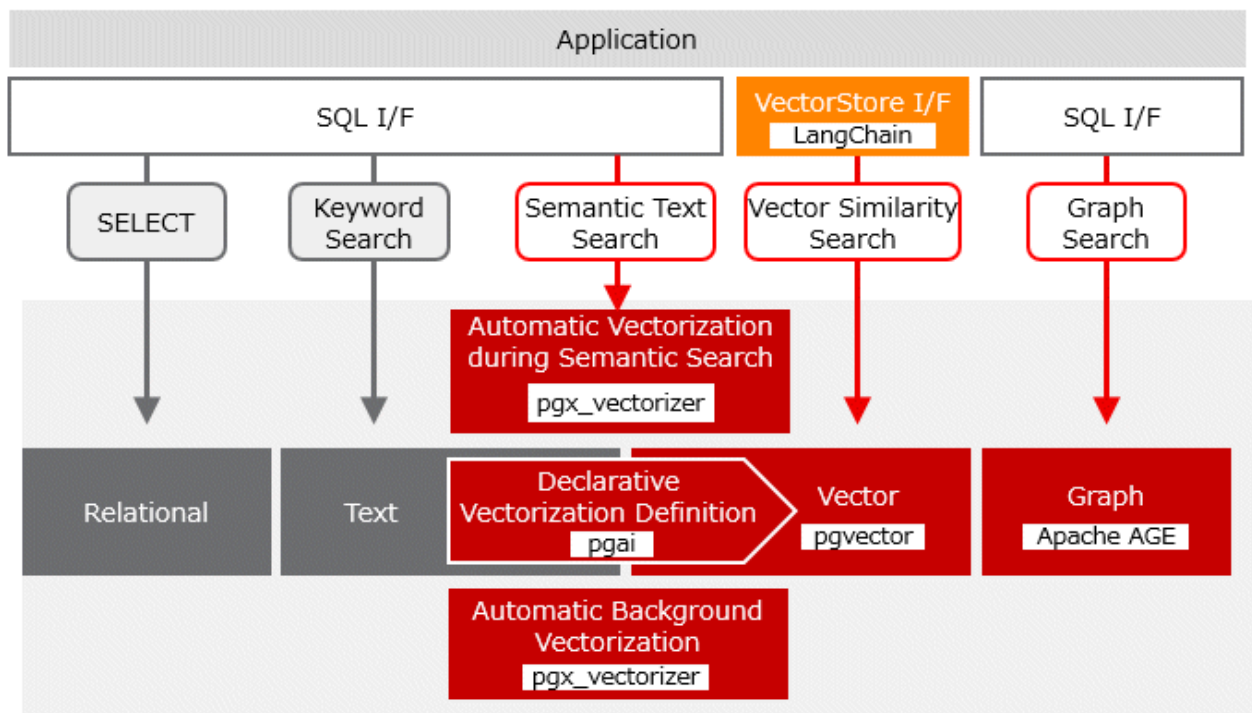 Application
SQL I/F
VectorStore I/F
LangChain
SQL I/F
SELECT
Keyword
Search
Semantic Text
Search
Vector Similarity
Search
Graph
Search
Automatic Vectorization
during Semantic Search
pgx_vectorizer
Relational
Text
Declarative
Vectorization Definition
pgai
Vector
pgvector
Graph
Apache AGE
Automatic Background
Vectorization
pgx_vectorizer